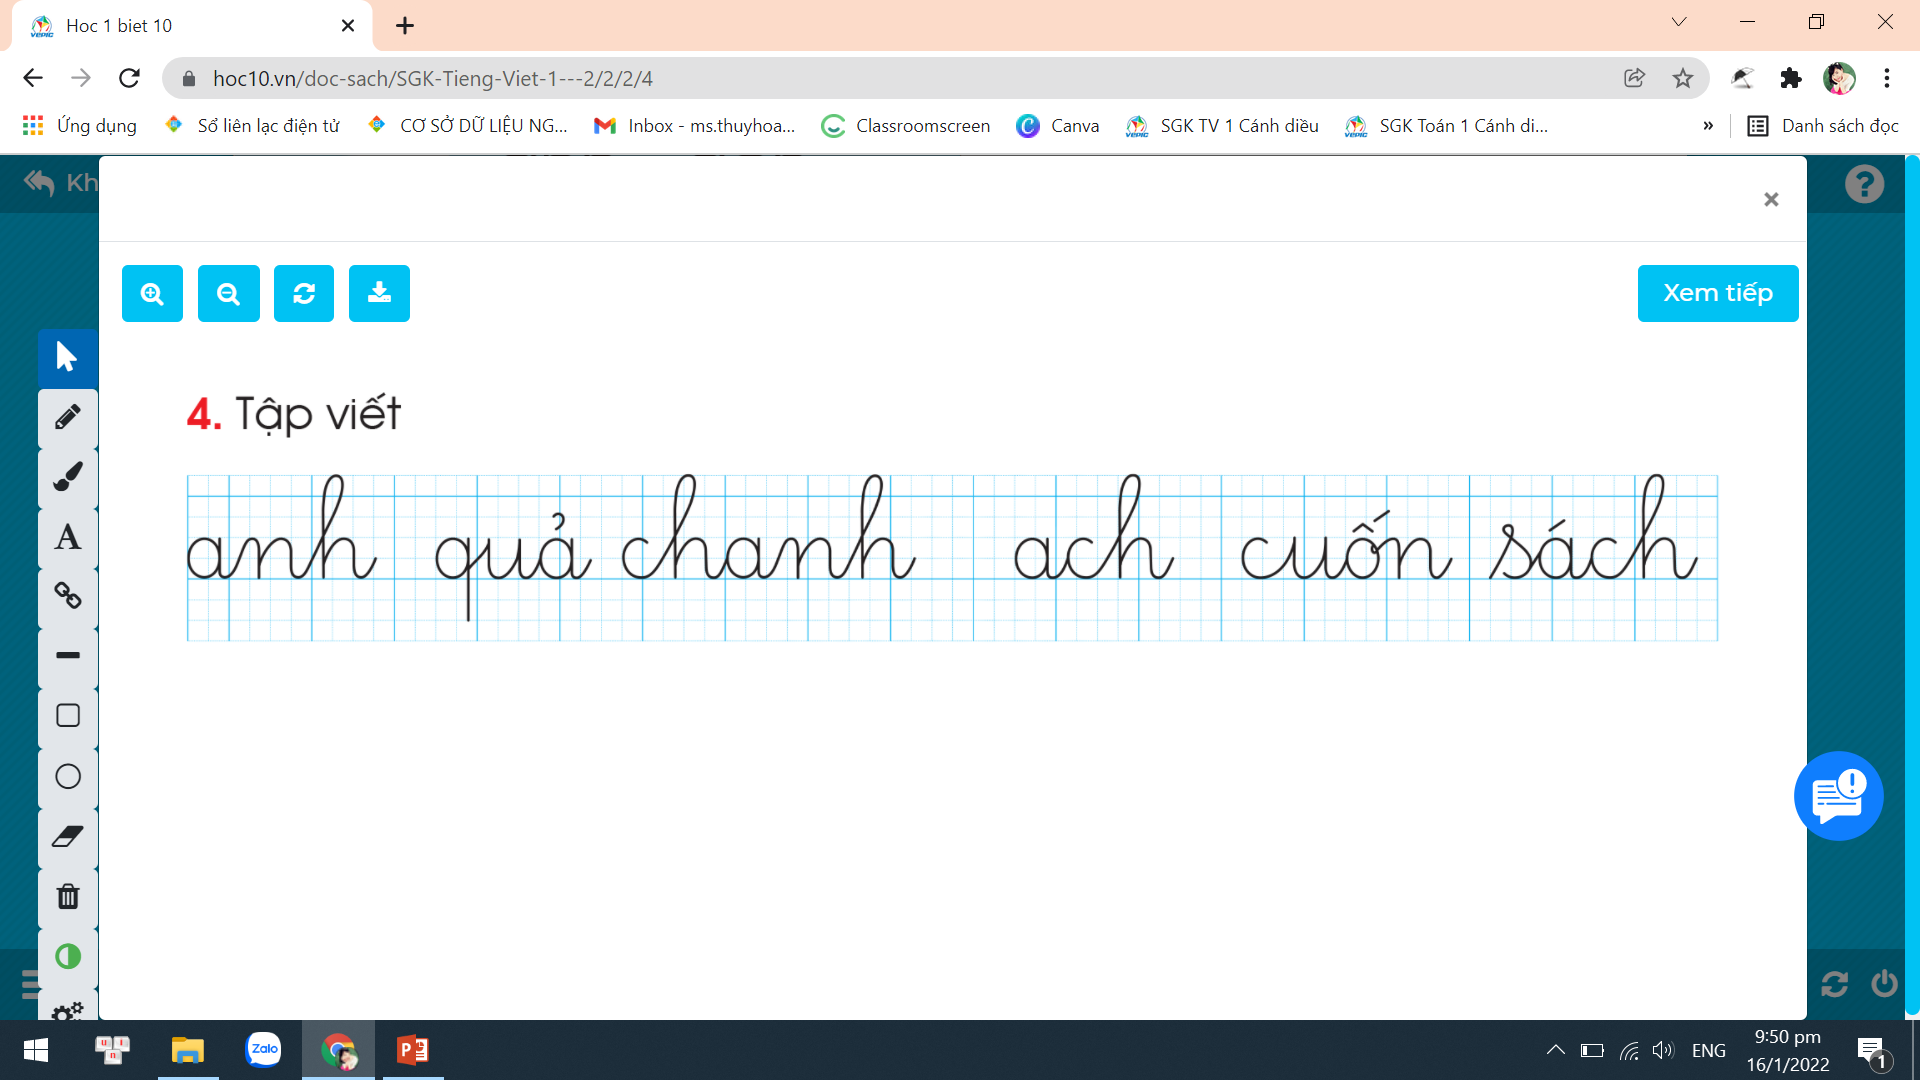 Hoc 1 biet 10
hoc10.vn/doc-sach/SGK-Tieng-Viet-1---2/2/2/4
Ứng dụng Sổ liên lạc điện tử CƠ SỞ DỮ LIỆU NG... Inbox - ms.thuyhoa... Classroomscreen Canva SGK TV 1 Cánh diều SGK Toán 1 Cánh di... » Danh sách đọc
Kh
Xem tiếp
4. Tập viết
anh quả chanh ach cuốn sách
Zalo
ENG
9:50 pm
16/1/2022
1